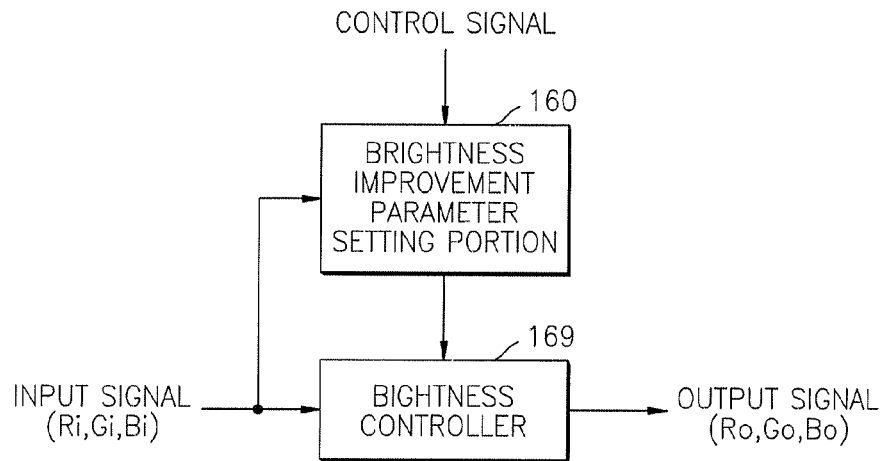 CONTROL SIGNAL
160
BRIGHTNESS
IMPROVEMENT
PARAMETER
SETTING PORTION
169
INPUT SIGNAL
(Ri,Gi,Bi)
BIGHTNESS
CONTROLLER
OUTPUT SIGNAL
(Ro,Go,Bo)